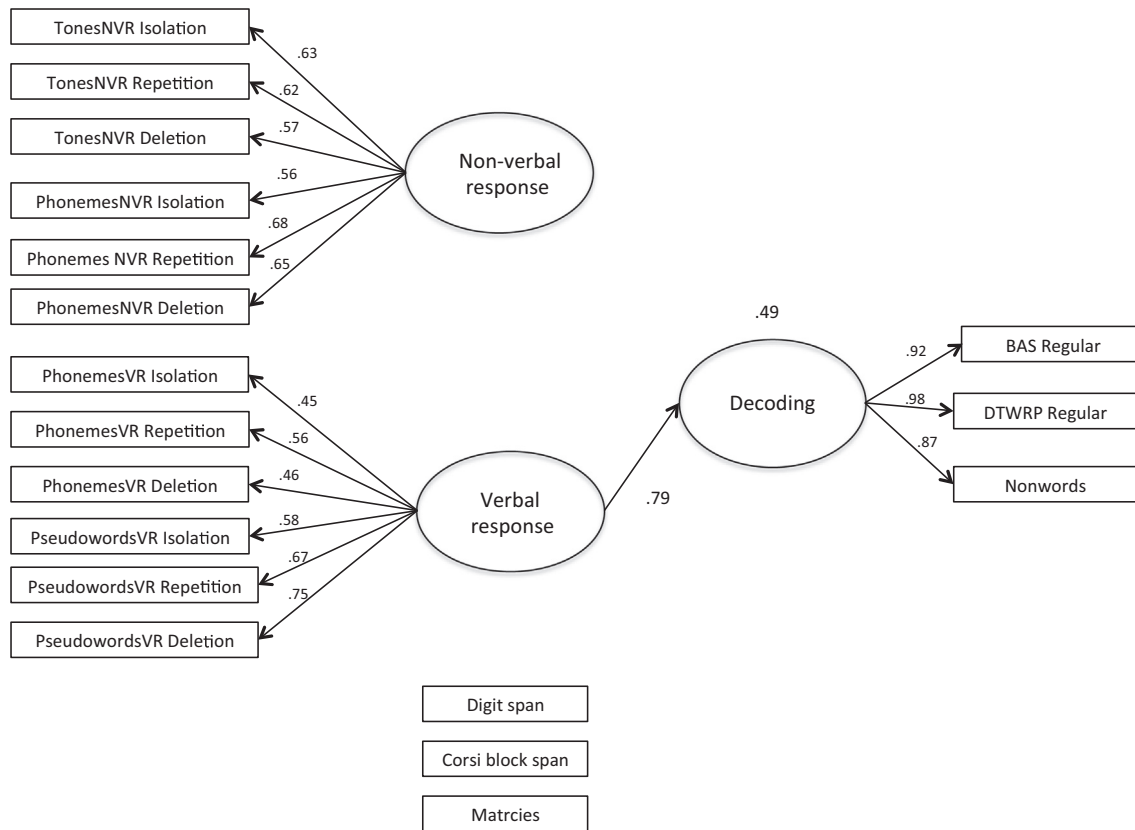 TonesNVR Isolation
.63
TonesNVR Repetition
.62
TonesNVR Deletion
.57
Non-verbal
response
.56
PhonemesNVR Isolation
.68
Phonemes NVR Repetition
.65
PhonemesNVR Deletion
.49
BAS Regular
.92
PhonemesVR Isolation
Decoding
.98
DTWRP Regular
.45
PhonemesVR Repetition
.56
.87
PhonemesVR Deletion
.46
Nonwords
Verbal
response
.79
.58
PseudowordsVR Isolation
.67
PseudowordsVR Repetition
.75
PseudowordsVR Deletion
Digit span
Corsi block span
Matrcies